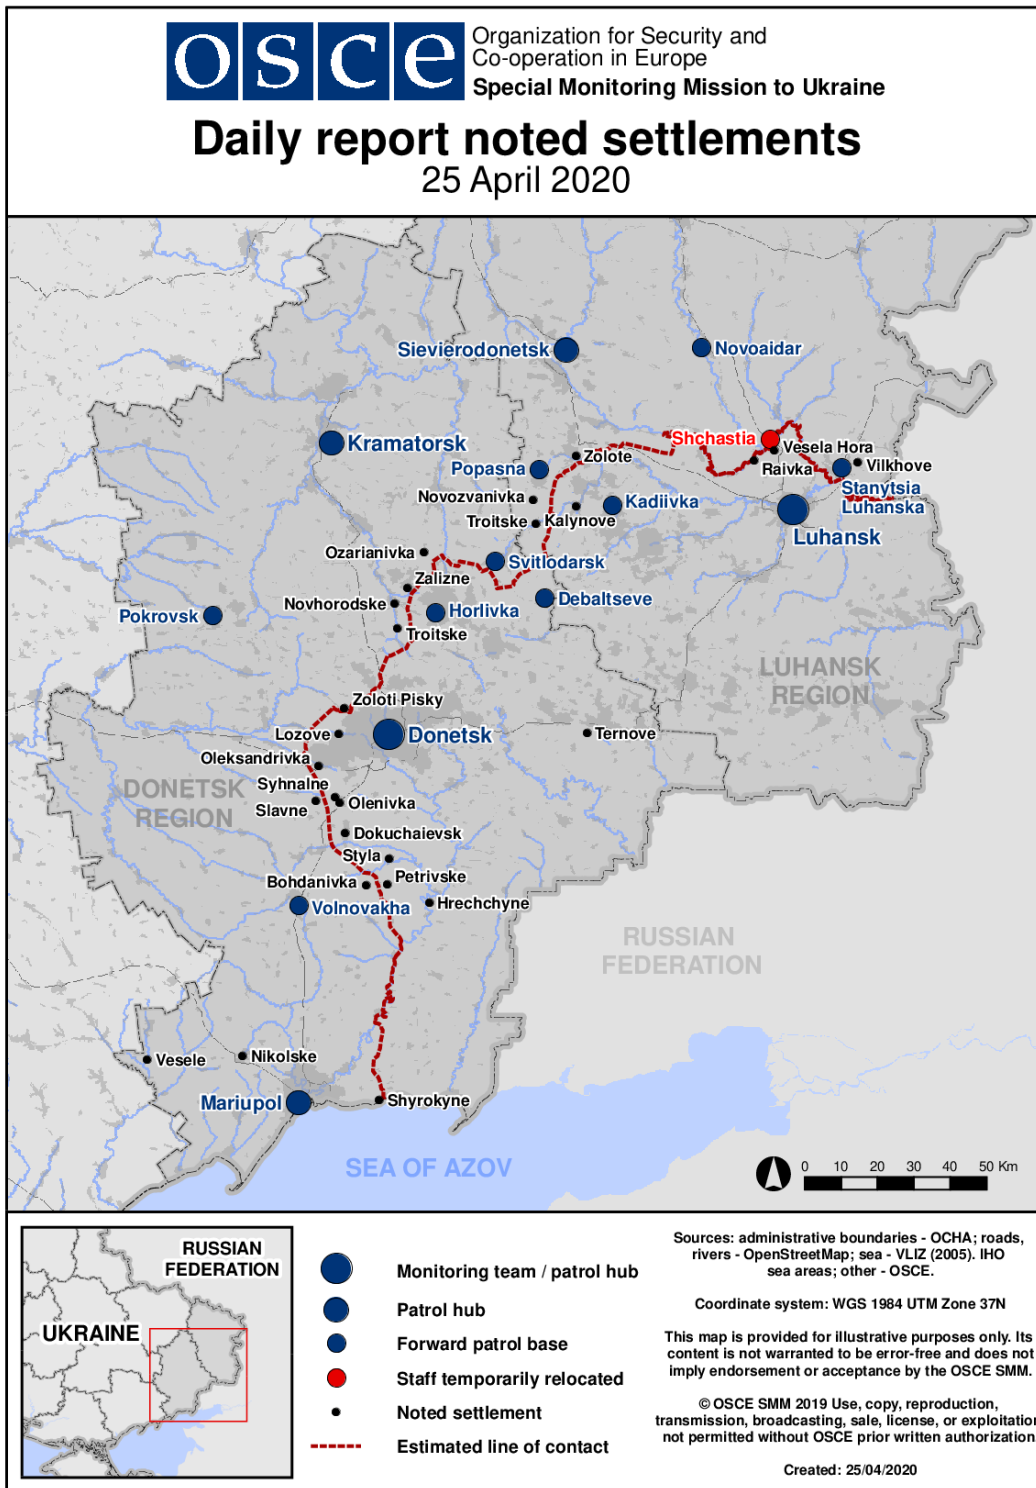 osce
Organization for Security and
Co-operation in Europe
Special Monitoring Mission to Ukraine
Daily report noted settlements
25 April 2020
Sievierodonetsk
Novoaidar
Kramatorsk
Shchastia
Vesela Hora
Zolote
Raivka
Vilkhove
Popasna
Stanytsia
Luhanska
Novozvanivka
Kadiivka
Troitske
Kalynove
Luhansk
Ozarianivka
Svitlodarsk
Zalizne
Novhorodske
Horlivka
Debaltseve
Pokrovsk
Troitske
LUHANSK
REGION
Zoloti Pisky
Lozove
Donetsk
Ternove
Oleksandrivka
Syhnalne
DONETSK
REGION
Slavne
Olenivka
Dokuchaievsk
Styla
Petrivske
Bohdanivka
Hrechchyne
Volnovakha
RUSSIAN
FEDERATION
Vesele
Nikolske
Mariupol
Shyrokyne
SEA OF AZOV
0 10 20 30 40 50 Km
RUSSIAN
FEDERATION
UKRAINE
Monitoring team / patrol hub
Patrol hub
Forward patrol base
Staff temporarily relocated
Noted settlement
Estimated line of contact
Sources: administrative boundaries - OCHA; roads,
rivers - OpenStreetMap; sea - VLIZ (2005). IHO
sea areas; other - OSCE.
Coordinate system: WGS 1984 UTM Zone 37N
This map is provided for illustrative purposes only. Its
content is not warranted to be error-free and does not
imply endorsement or acceptance by the OSCE SMM.
© OSCE SMM 2019 Use, copy, reproduction,
transmission, broadcasting, sale, license, or exploitation
not permitted without OSCE prior written authorization
Created: 25/04/2020